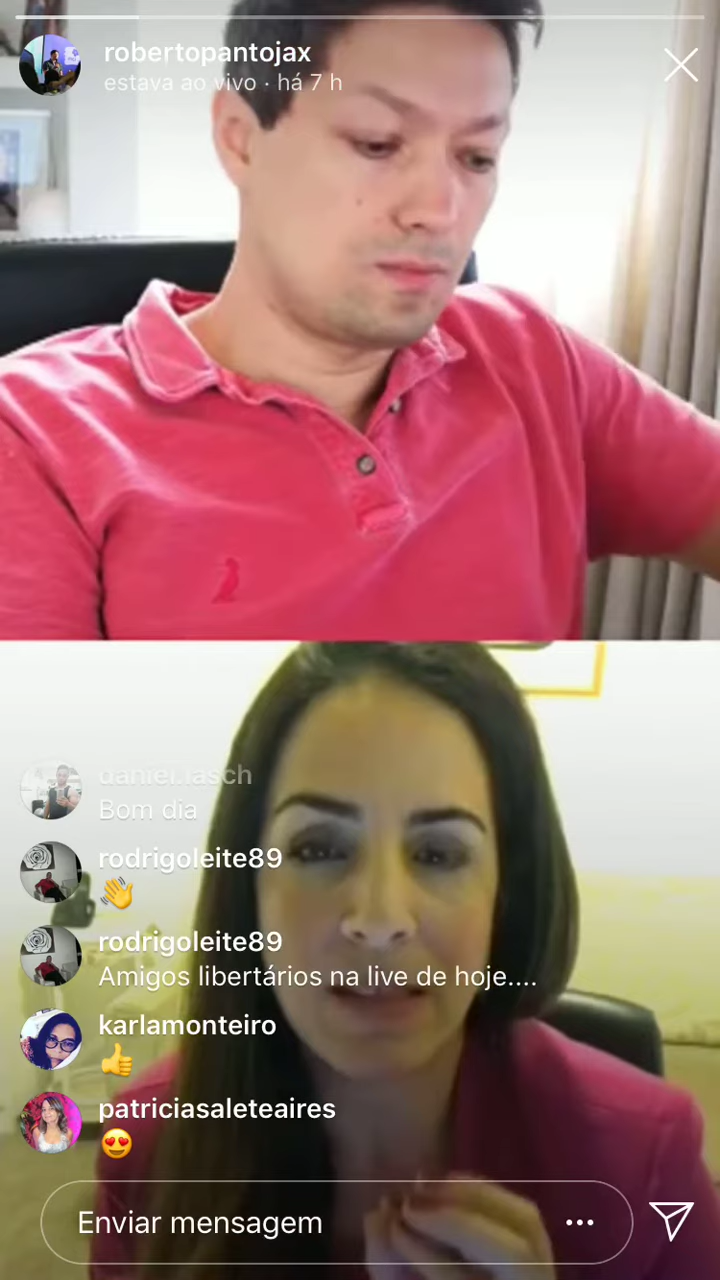 robertopantojax
estava ao vivo · há 7 h
daniel.lasch
Bom dia
rodrigoleite89
👋
rodrigoleite89
Amigos libertários na live de hoje....
karlamonteiro
👍
patriciasaleteaires
😍
Enviar mensagem